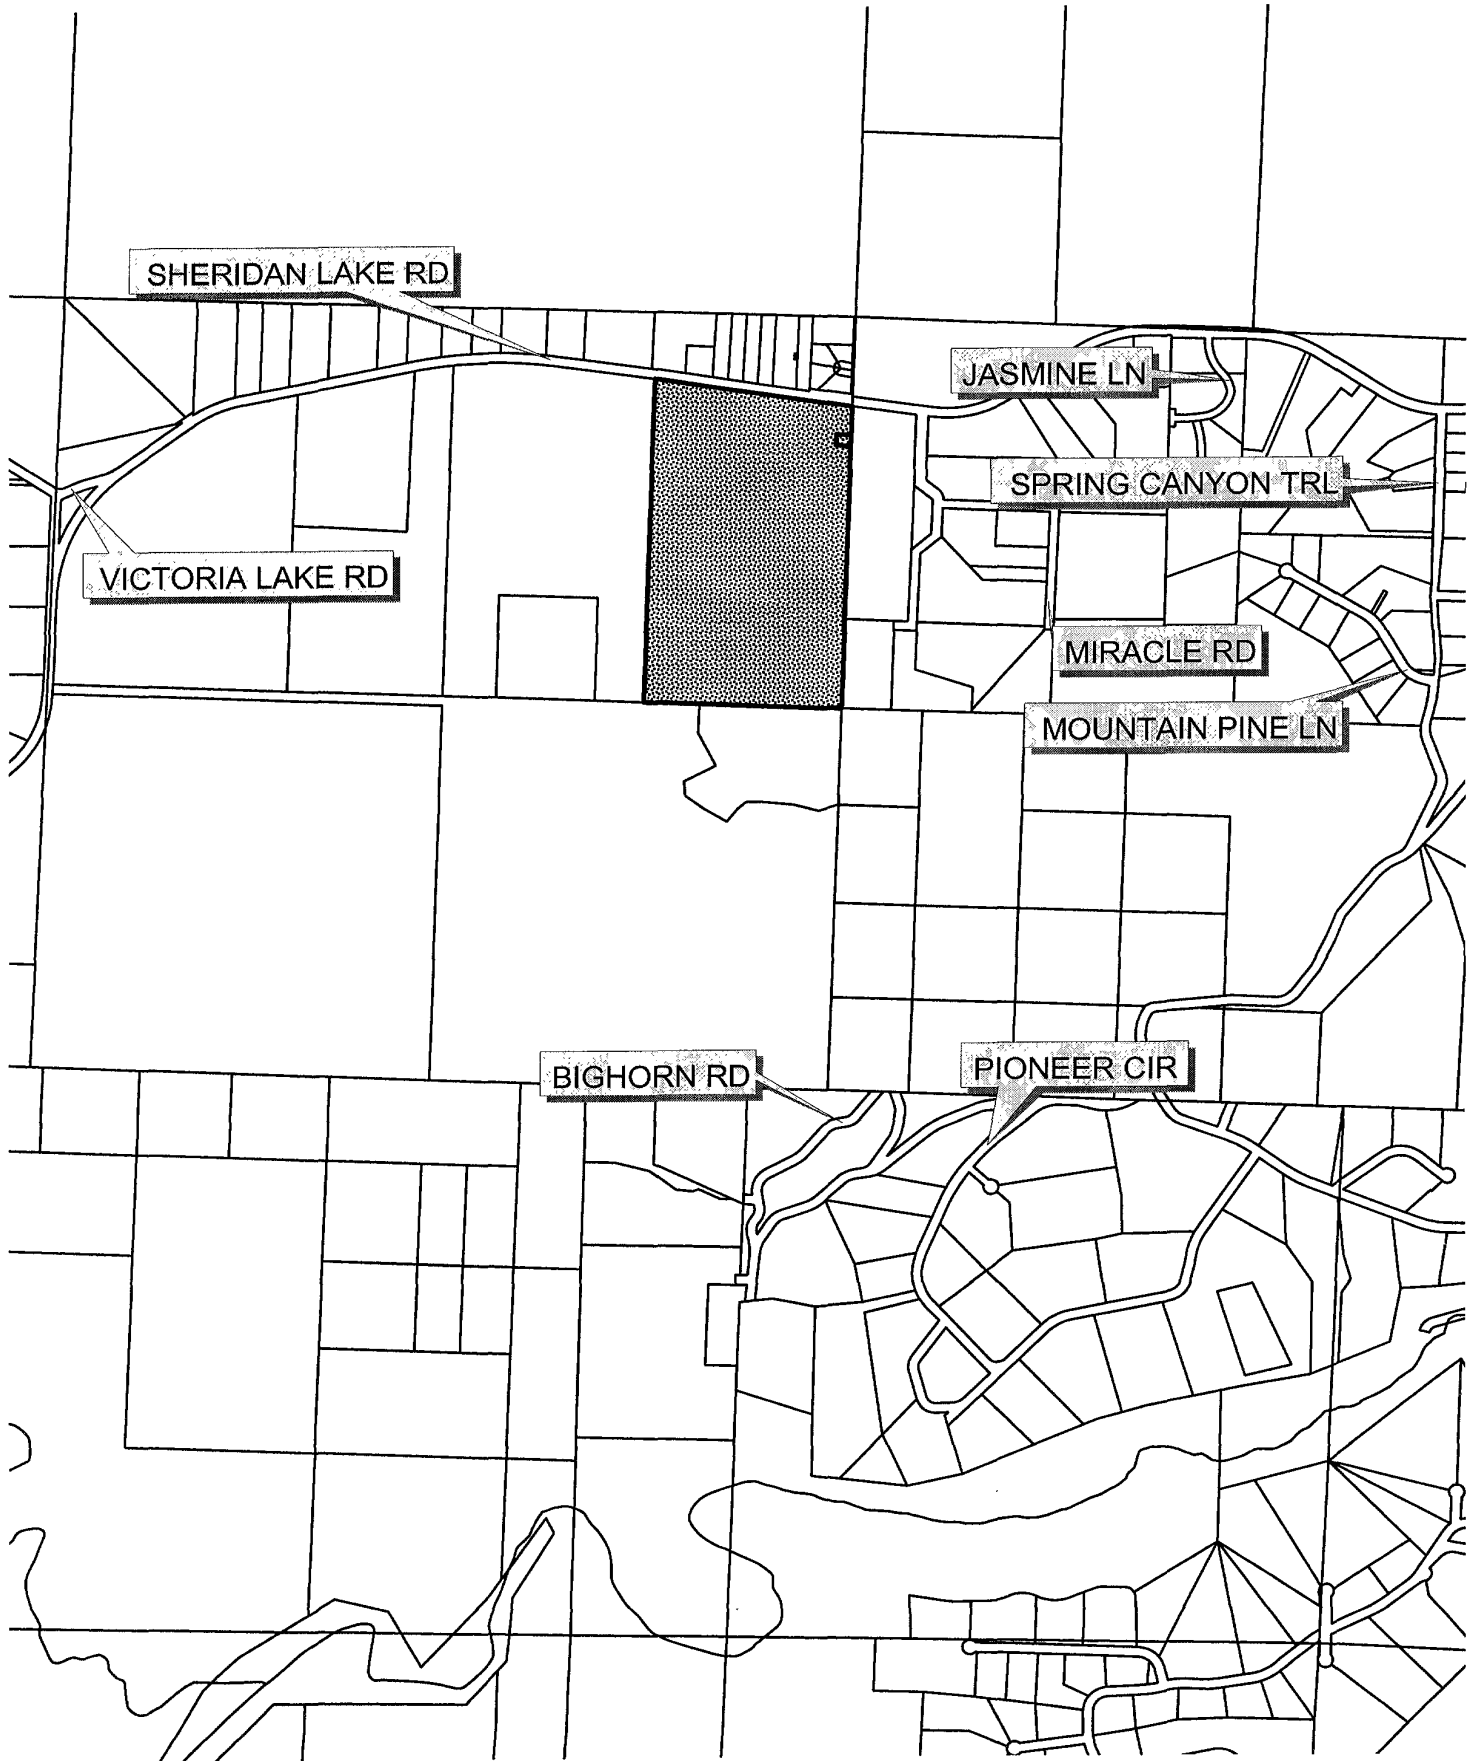 SHERIDAN LAKE RD
JASMINE LN
SPRING CANYON TRL
VICTORIA LAKE RD
MIRACLE RD
MOUNTAIN PINE LN
BIGHORN RD
PIONEER CIR